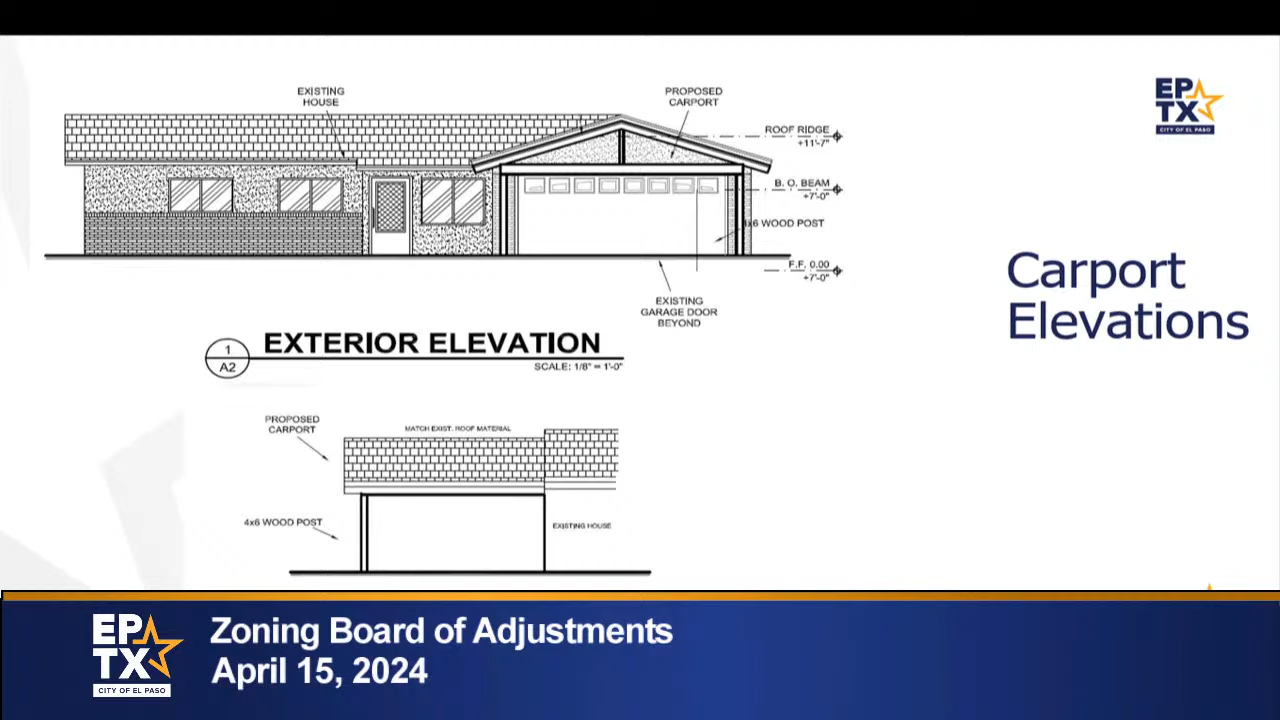 EXISTING
HOUSE
PROPOSED
CARPORT
EP
TX
CITY OF EL PASO
ROOF RIDGE
+11'-7"
B. O. BEAM
+7'-0"
x6 WOOD POST
F.F. 0.00
+7'-0"
Carport
Elevations
EXISTING
GARAGE DOOR
BEYOND
1
A2
EXTERIOR ELEVATION
SCALE: 1/8" = 1'-0"
PROPOSED
CARPORT
MATCH EXIST. ROOF MATERIAL
4x6 WOOD POST
EXISTING HOUSE
EP
TX
CITY OF EL PASO
Zoning Board of Adjustments
April 15, 2024